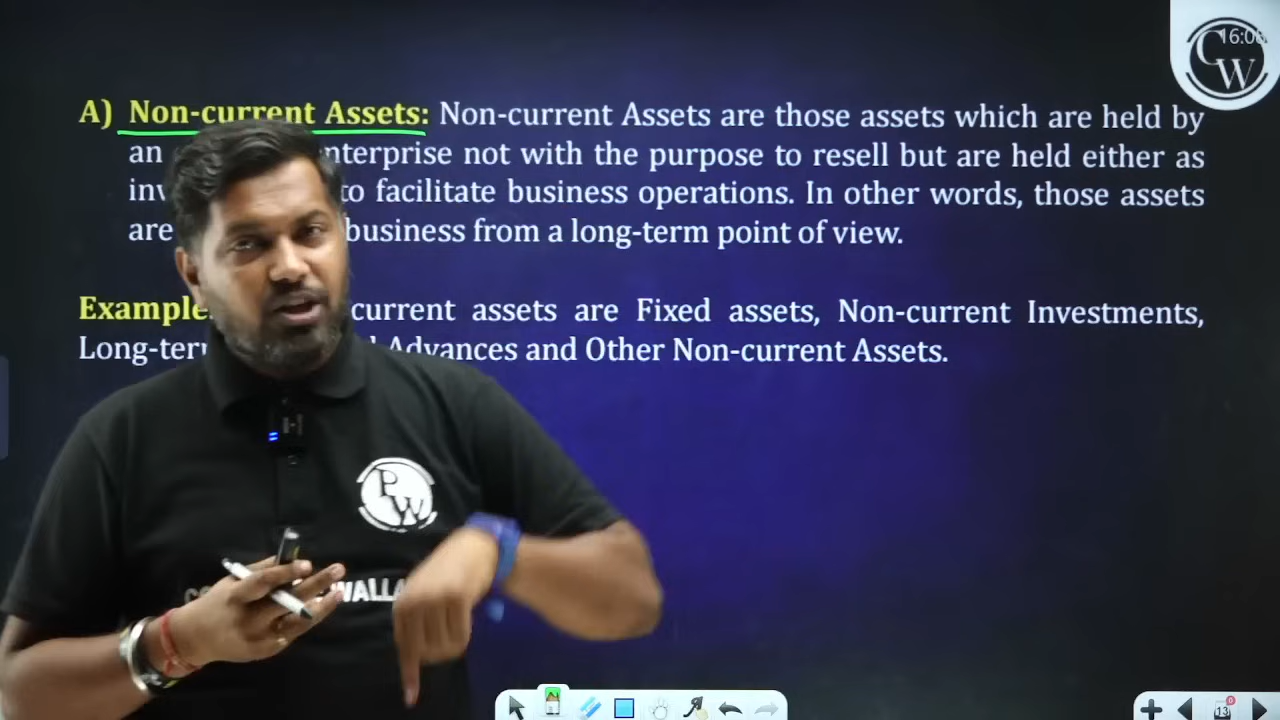 16:06
CW
A) Non-current Assets: Non-current Assets are those assets which are held by
an nterprise not with the purpose to resell but are held either as
inv to facilitate business operations. In other words, those assets
are business from a long-term point of view.
Example current assets are Fixed assets, Non-current Investments,
Long-ter Advances and Other Non-current Assets.
PW
WALLA
13